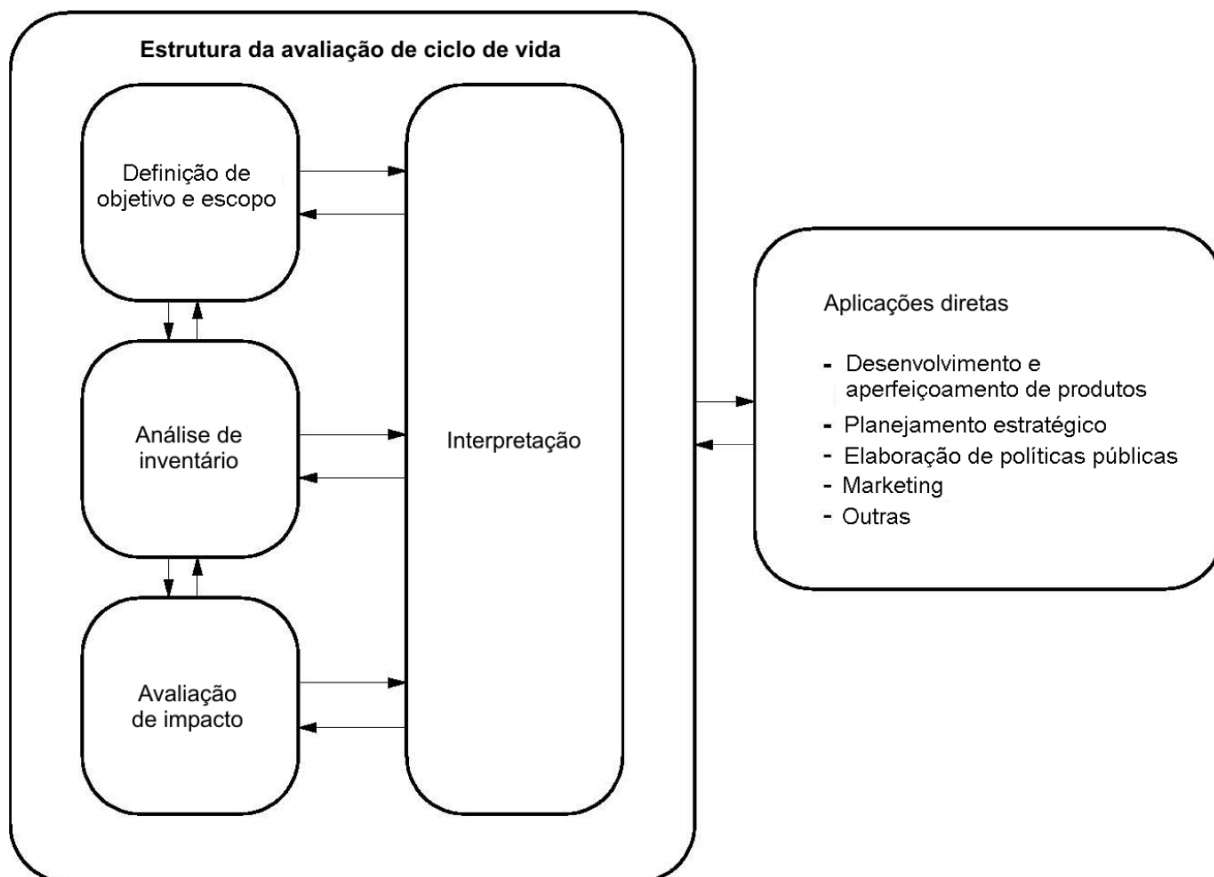 Estrutura da avaliação de ciclo de vida
Definição de
objetivo e escopo
Análise de
inventário
Avaliação
de impacto
Interpretação
Aplicações diretas
- Desenvolvimento e
aperfeiçoamento de produtos
- Planejamento estratégico
- Elaboração de políticas públicas
- Marketing
- Outras